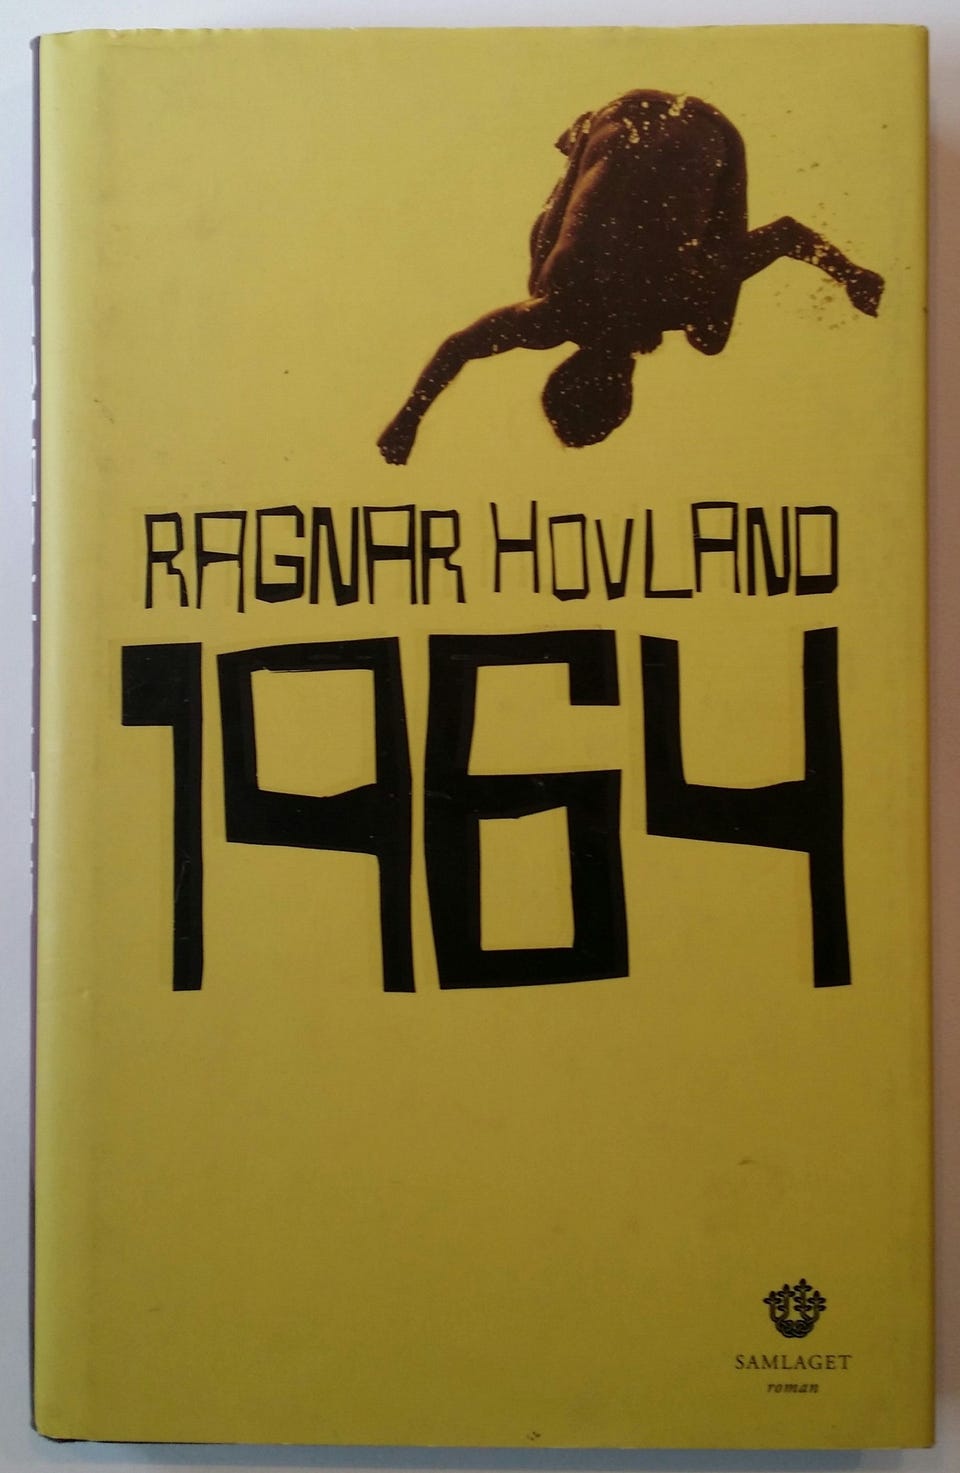 RAGNAR HOVLAND
1964
SAMLAGET
roman